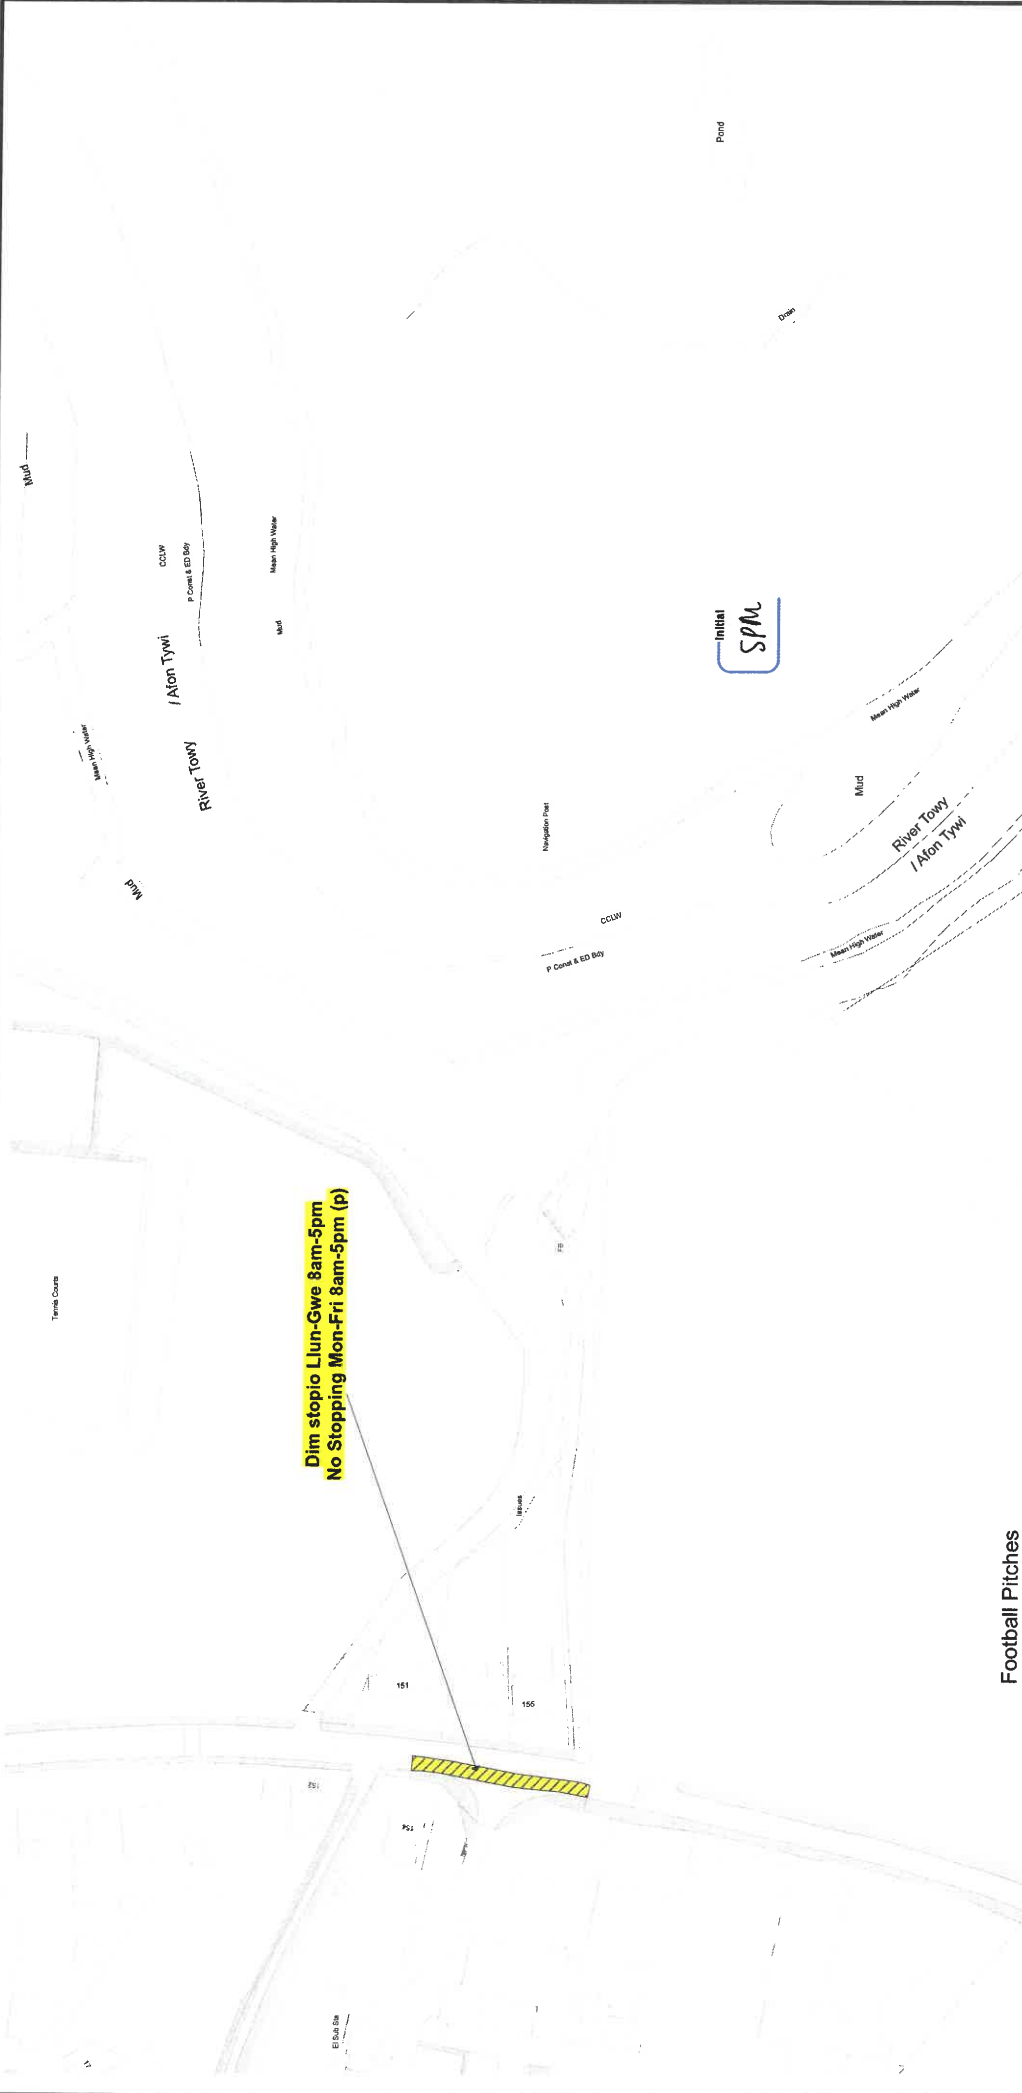 Pond
Drain
Mud
CCLW
P Const & ED Bdy
Mean High Water
Mud
/ Afon Tywi
River Towy
Mean High Water
Mud
Initial
SPM
Mean High Water
Mud
River Towy
/ Afon Tywi
Navigation Post
CCLW
P Const & ED Bdy
Mean High Water
Tennis Courts
Dim stopio Llun-Gwe 8am-5pm
No Stopping Mon-Fri 8am-5pm (p)
FB
Issues
Football Pitches
151
155
152
154
El Sub Sta